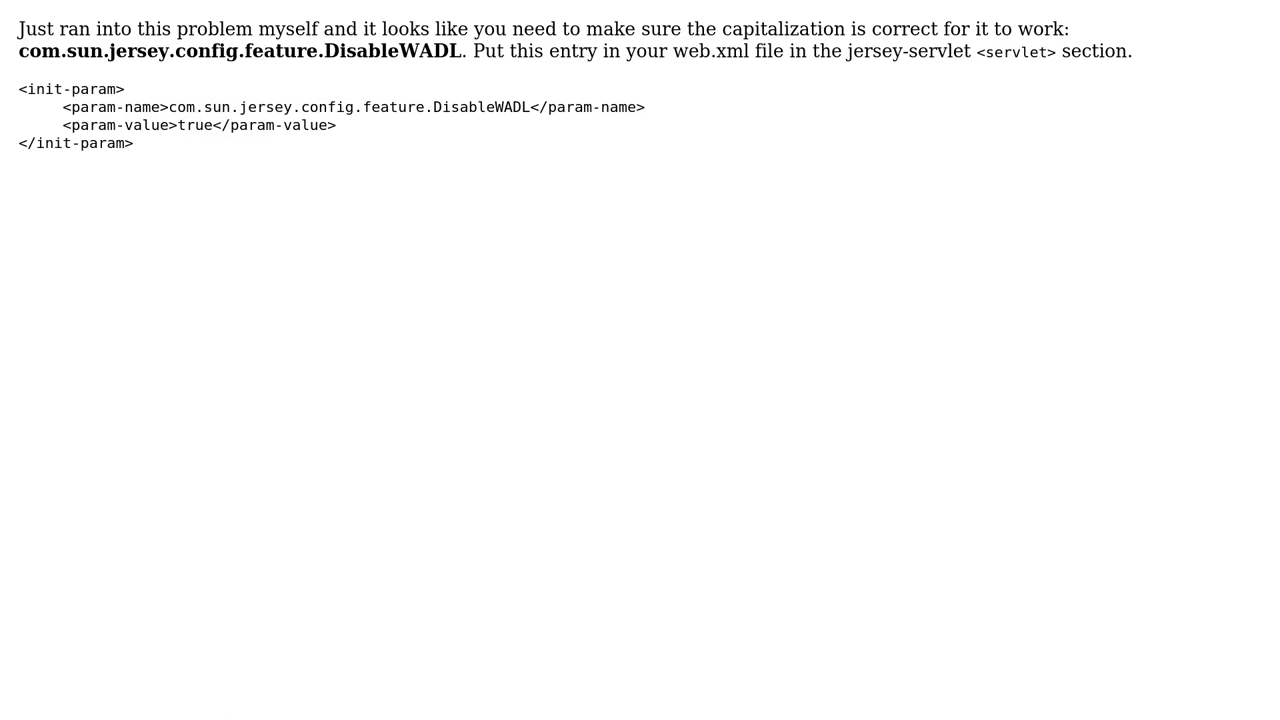 Just ran into this problem myself and it looks like you need to make sure the capitalization is correct for it to work:
com.sun.jersey.config.feature.DisableWADL. Put this entry in your web.xml file in the jersey-servlet <servlet> section.
<init-param>
     <param-name>com.sun.jersey.config.feature.DisableWADL</param-name>
     <param-value>true</param-value>
</init-param>